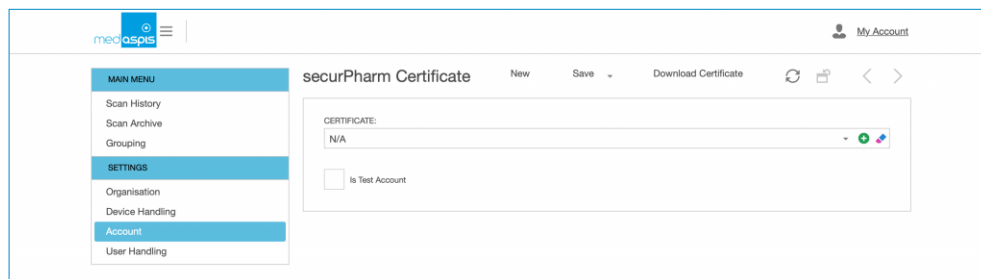 medaspis
My Account
MAIN MENU
Scan History
Scan Archive
Grouping
SETTINGS
Organisation
Device Handling
Account
User Handling
securPharm Certificate New Save Download Certificate
CERTIFICATE:
N/A
Is Test Account